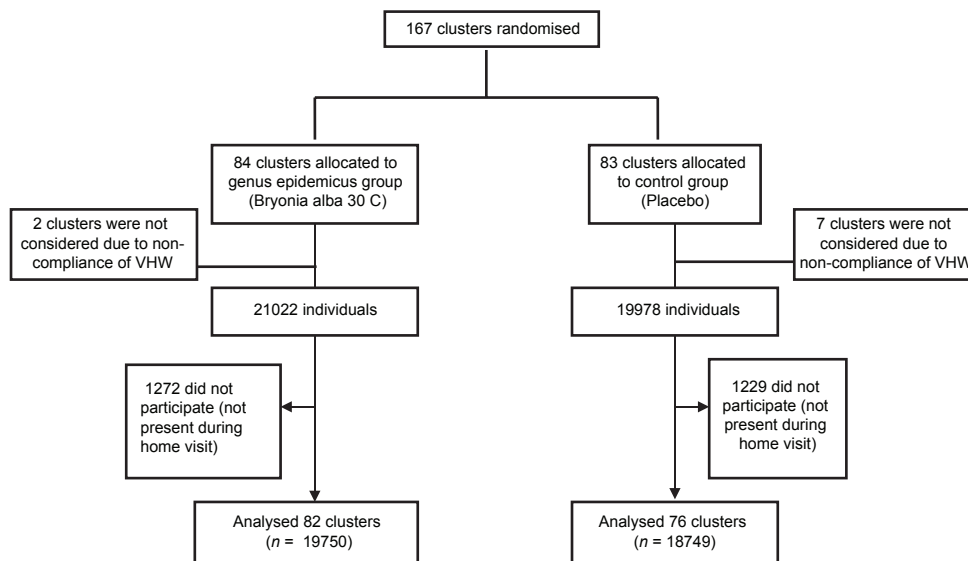 167 clusters randomised
84 clusters allocated to
genus epidemicus group
(Bryonia alba 30 C)
83 clusters allocated
to control group
(Placebo)
2 clusters were not
considered due to non-
compliance of VHW
7 clusters were not
considered due to
non-compliance of VHW
21022 individuals
19978 individuals
1272 did not
participate (not
present during
home visit)
1229 did not
participate (not
present during
home visit)
Analysed 82 clusters
(n = 19750)
Analysed 76 clusters
(n = 18749)